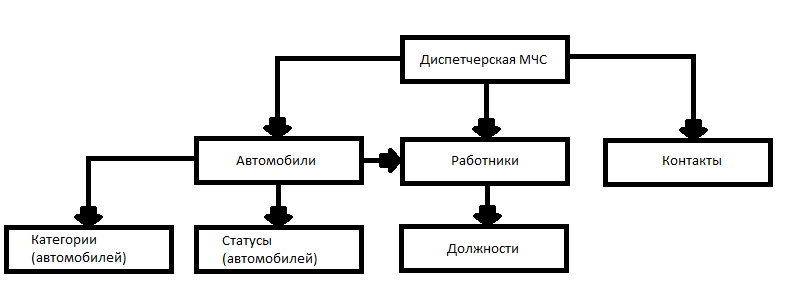 Диспетчерская МЧС
Автомобили
Работники
Контакты
Категории
(автомобилей)
Статусы
(автомобилей)
Должности